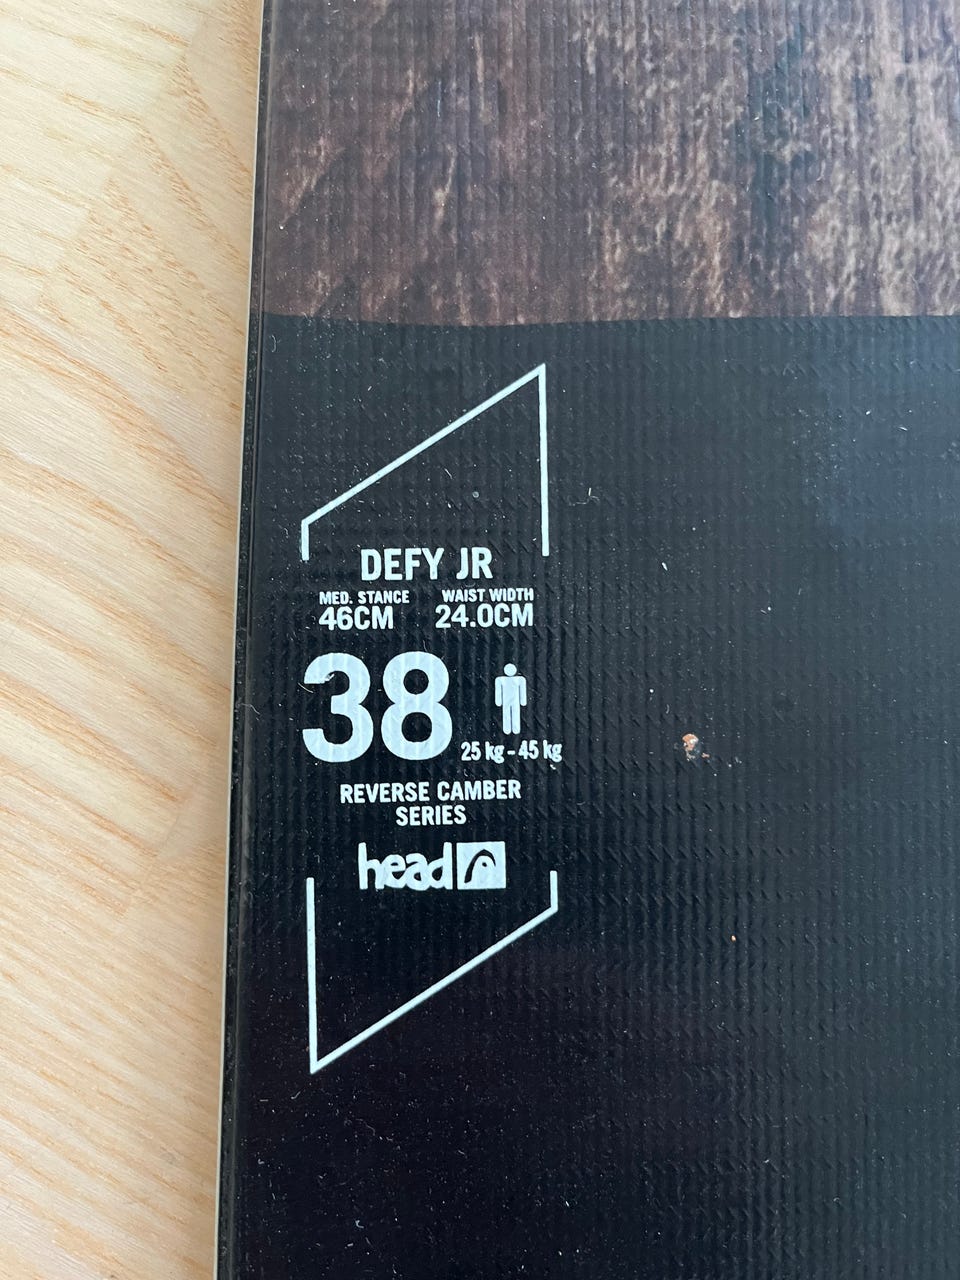 DEFY JR
MED. STANCE WAIST WIDTH
46CM 24.0CM
38
25 kg - 45 kg
REVERSE CAMBER
SERIES
head